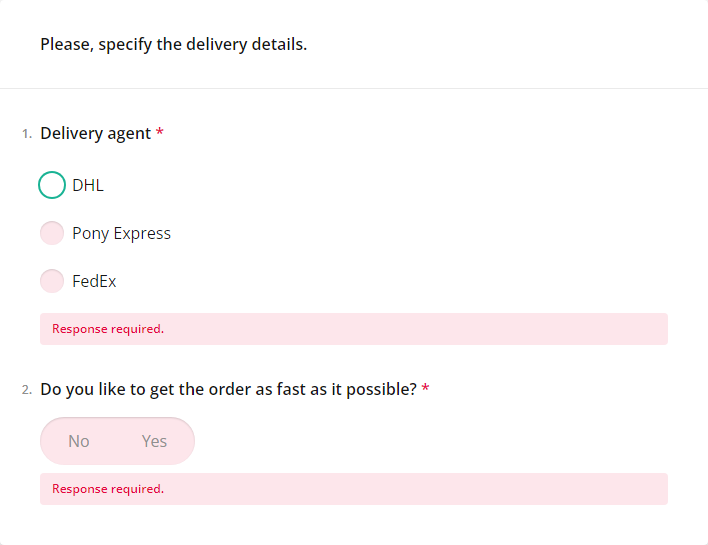 Please, specify the delivery details.
1. Delivery agent *
DHL
Pony Express
FedEx
Response required.
2. Do you like to get the order as fast as it possible? *
No Yes
Response required.